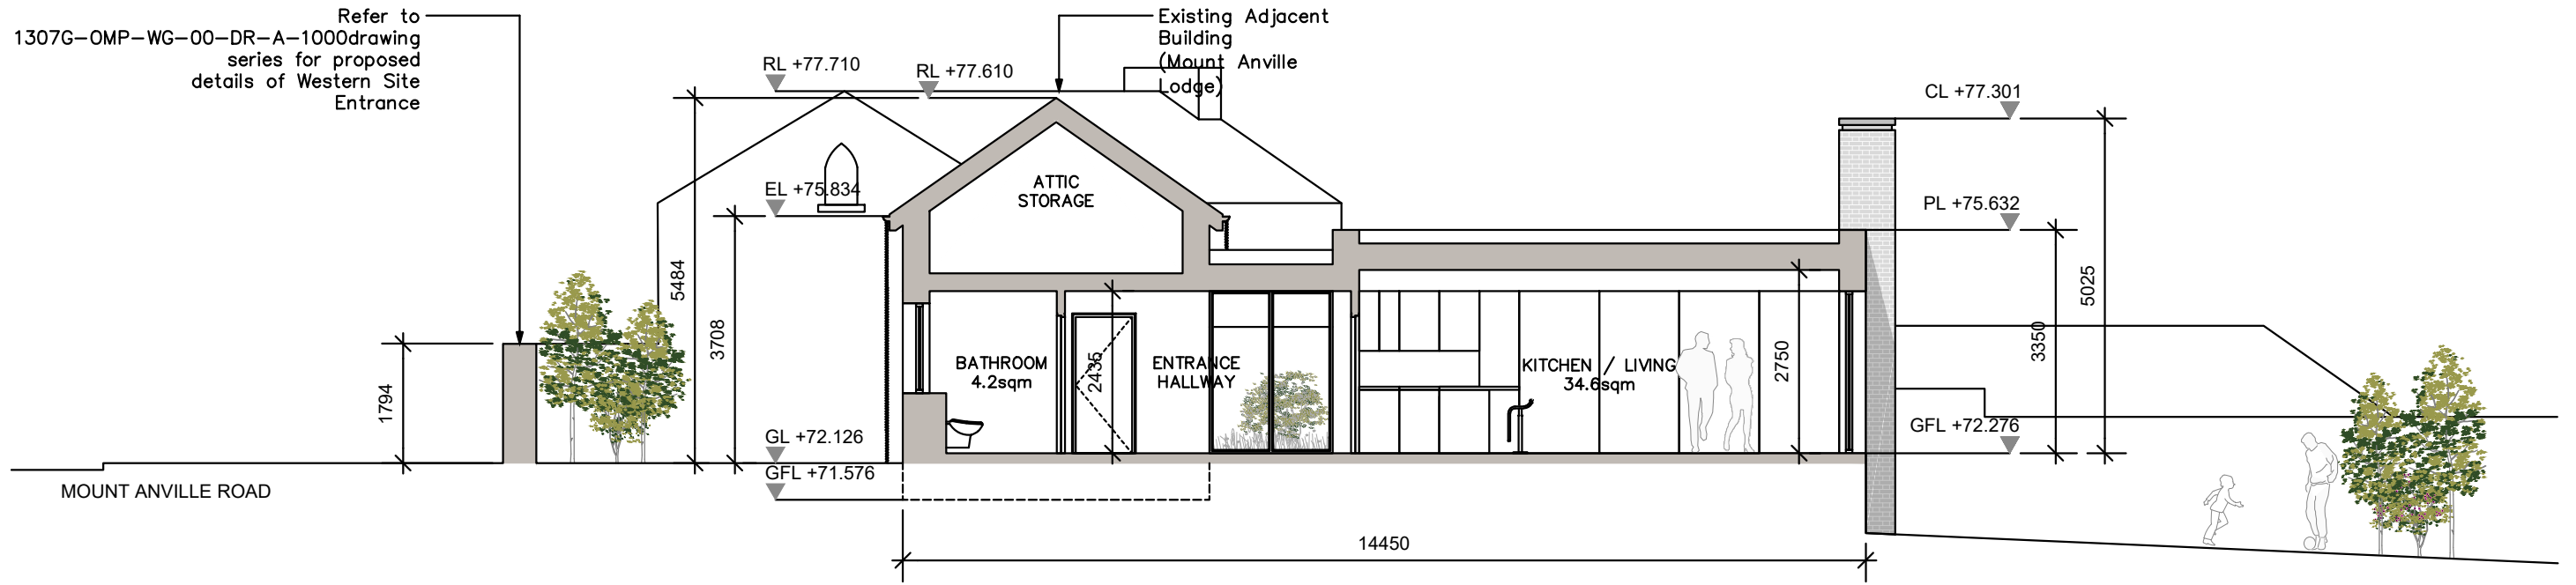 Refer to
1307G-OMP-WG-00-DR-A-1000drawing
series for proposed
details of Western Site
Entrance
Existing Adjacent
Building
(Mount Anville
Lodge)
RL +77.710
RL +77.610
CL +77.301
EL +75.834
PL +75.632
ATTIC
STORAGE
5484
3708
1794
5025
3350
2750
2435
BATHROOM
4.2sqm
ENTRANCE
HALLWAY
KITCHEN / LIVING
34.6sqm
GL +72.126
GFL +71.576
GFL +72.276
MOUNT ANVILLE ROAD
14450